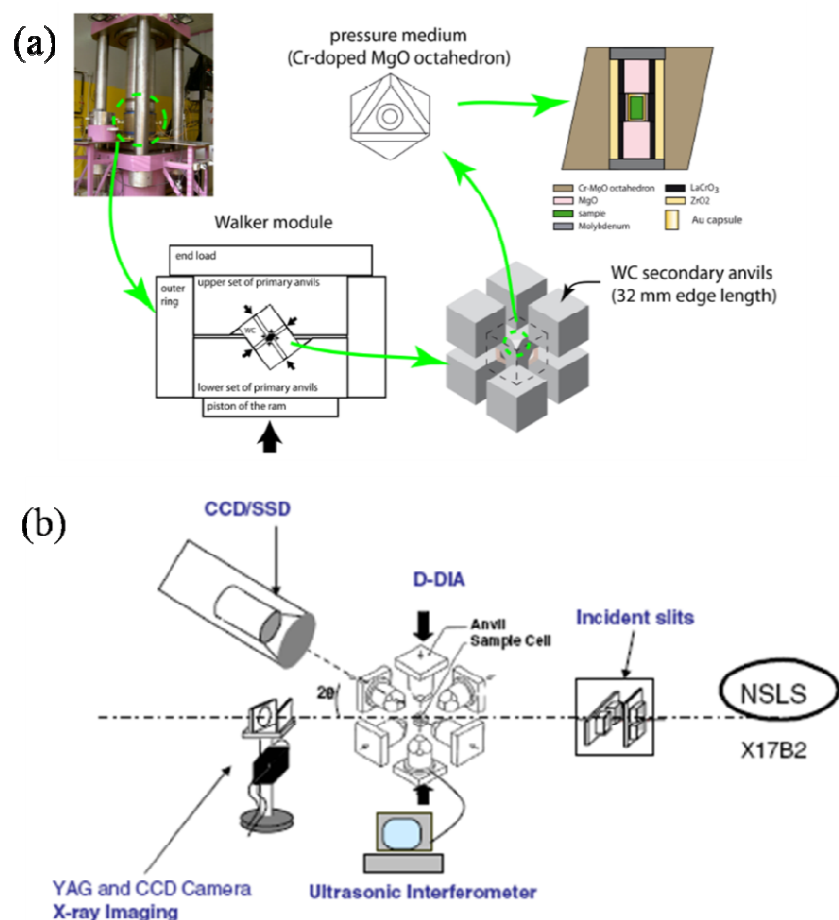 (a)
pressure medium
(Cr-doped MgO octahedron)
Cr-MgO octahedron
MgO
sampe
Molybdenum
LaCrO3
ZrO2
Au capsule
Walker module
end load
outer
ring
upper set of primary anvils
WC
lower set of primary anvils
piston of the ram
WC secondary anvils
(32 mm edge length)
(b)
CCD/SSD
D-DIA
Anvil
Sample Cell
Incident slits
2θ
NSLS
X17B2
YAG and CCD Camera
X-ray Imaging
Ultrasonic Interferometer